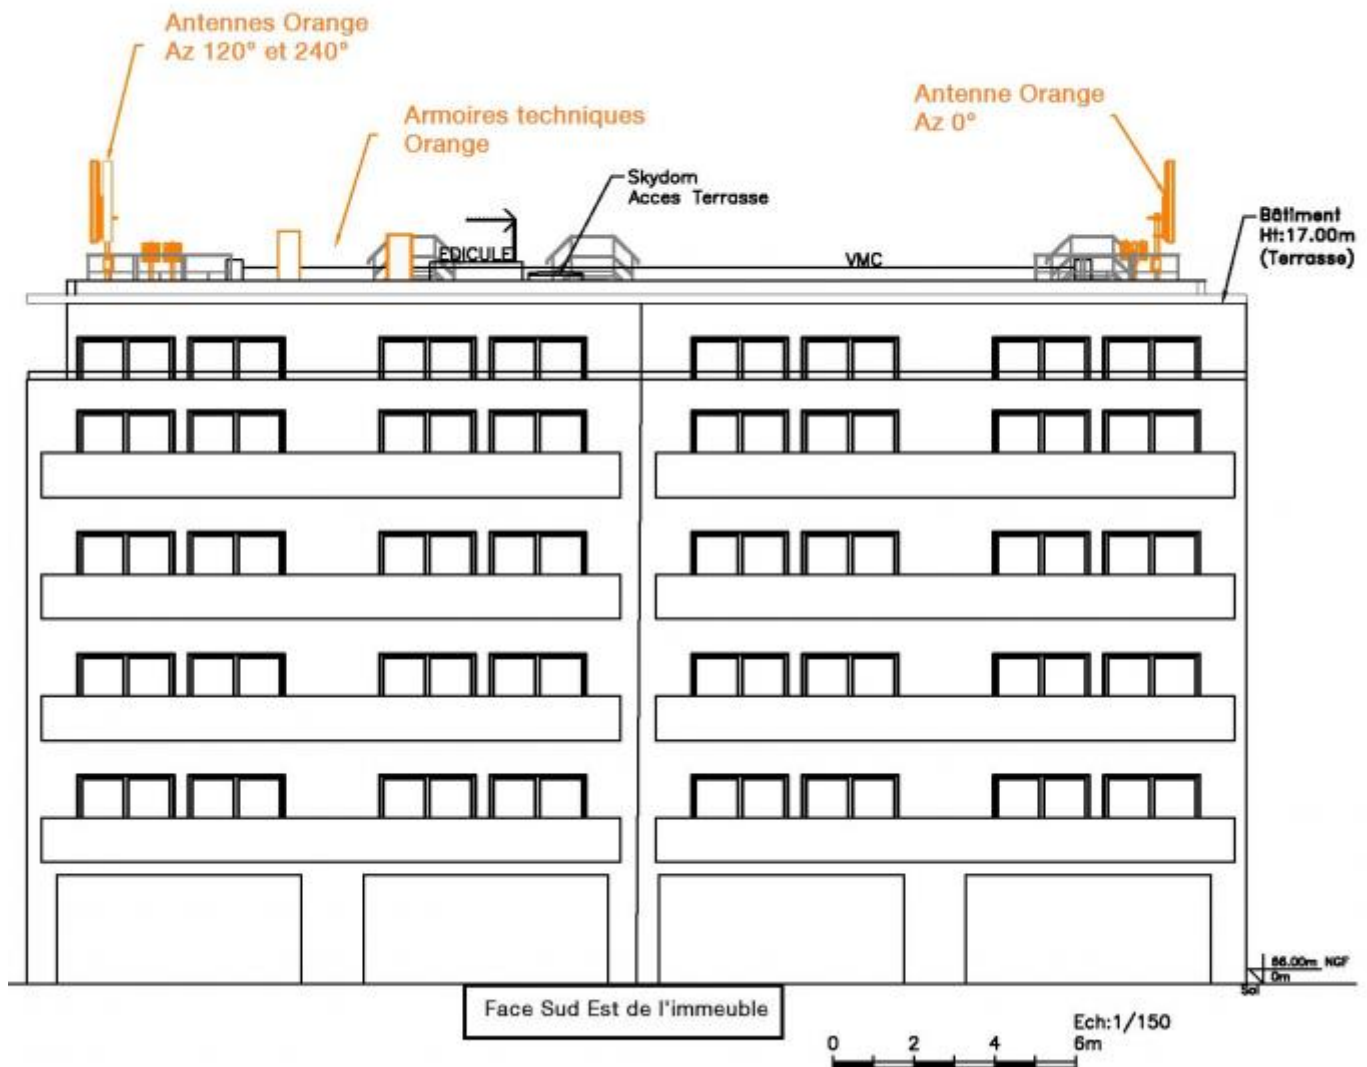 Antennes Orange
Az 120° et 240°
Armoires techniques
Orange
Antenne Orange
Az 0°
Skydom
Acces Terrasse
Bâtiment
Ht:17.00m
(Terrasse)
EDICULE
VMC
0m
Sol
Face Sud Est de l'immeuble
Ech:1/150
0 2 4 6m